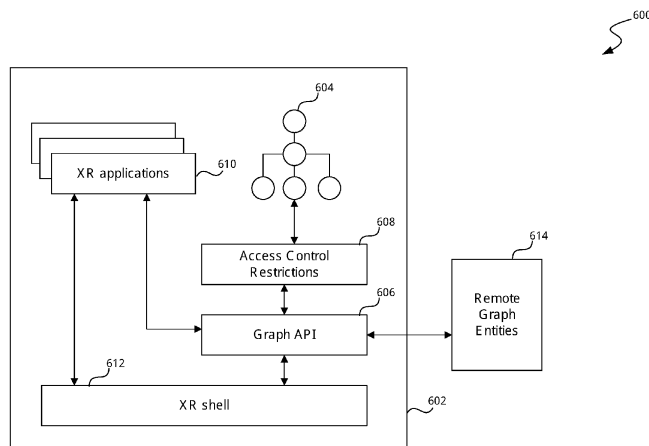 600
604
XR applications
610
608
Access Control
Restrictions
614
606
Remote
Graph
Entities
Graph API
612
XR shell
602